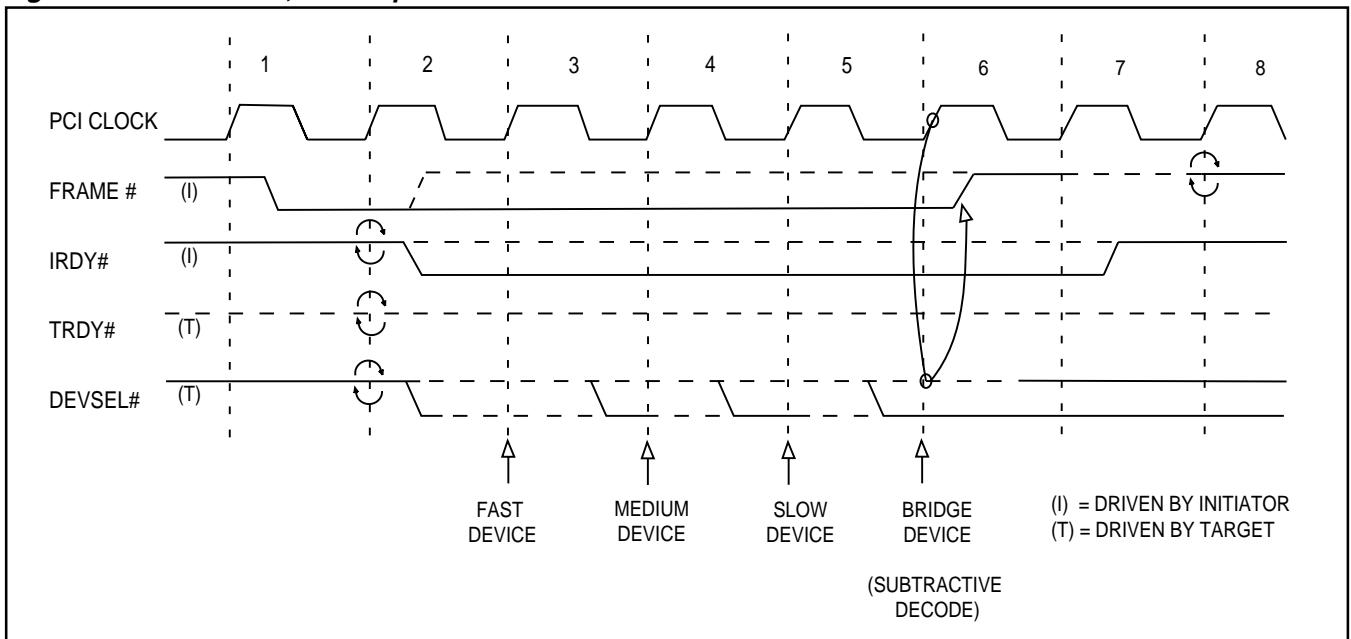 1 2 3 4 5 6 7 8
PCI CLOCK
FRAME # (I)
IRDY# (I)
TRDY# (T)
DEVSEL# (T)
FAST
DEVICE
MEDIUM
DEVICE
SLOW
DEVICE
BRIDGE
DEVICE
(SUBTRACTIVE
DECODE)
(I) = DRIVEN BY INITIATOR
(T) = DRIVEN BY TARGET